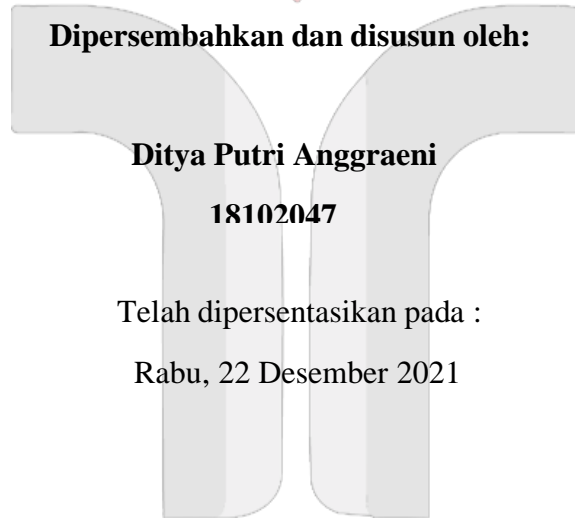 Dipersembahkan dan disusun oleh:
Ditya Putri Anggraeni
18102047
Telah dipersentasikan pada :
Rabu, 22 Desember 2021